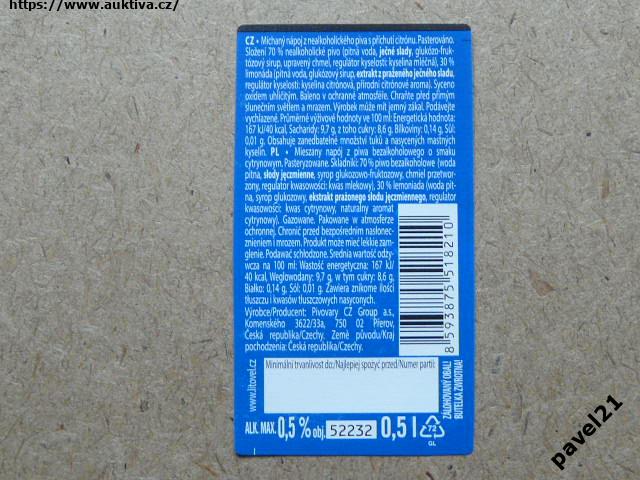 https://www.auktiva.cz/
CZ • Míchaný nápoj z nealkoholického piva s příchutí citrónu. Pasterováno.
Složení 70 % nealkoholické pivo (pitná voda, ječné slady, glukózo-fruk-
tózový sirup, upravený chmel, regulátor kyselosti: kyselina mléčná), 30 %
limonáda (pitná voda, glukózový sirup, extrakt z praženého ječného sladu,
regulátor kyselosti: kyselina citrónová, přírodní citrónové aroma). Syceno
oxidem uhličitým. Baleno v ochranné atmosféře. Chraňte před přímým
slunečním světlem a mrazem. Výrobek může mít jemný zákal. Podávejte
vychlazené. Průměrné výživové hodnoty ve 100 ml: Energetická hodnota:
167 kJ/40 kcal, Sacharidy: 9,7 g, z toho cukry: 8,6 g. Bílkoviny: 0,14 g, Sůl:
0,01 g. Obsahuje zanedbatelné množství tuků a nasycených mastných
kyselin. PL • Mieszany napój z piwa bezalkoholowego o smaku
cytrynowym. Pasteryzowane. Składniki: 70 % piwo bezalkoholowe (woda
pitna, słody jęczmienne, syrop glukozowo-fruktozowy, chmiel przetwor-
zony, regulator kwasowości: kwas mlekowy), 30 % lemoniada (woda pit-
na, syrop glukozowy, ekstrakt prażonego słodu jęczmiennego, regulator
kwasowości: kwas cytrynowy, naturalny aromat
cytrynowy). Gazowane. Pakowane w atmosferze
ochronnej. Chronić przed bezpośrednim nasłonec-
znieniem i mrozem. Produkt może mieć lekkie zam-
glenie. Podawać schłodzone. Srednia wartość odży-
wcza na 100 ml: Wastość energetyczne: 167 kJ/
40 kcal, Węglowodany: 9,7 g, w tym cukry: 8,6 g,
Białko: 0,14 g, Sól: 0,01 g. Zawiera znikome ilości
tłuszczu i kwasów tłuszczowych nasyconych.
Výrobce/Producent: Pivovary CZ Group a.s.,
Komenského 3622/33a, 750 02 Přerov,
Česká republika/Czechy. Země původu/Kraj
pochodzenia: Česká republika/Czechy.
8 593875 518210
www.litovel.cz
Minimální trvanlivost do:/Najlepiej spożyć przed/Numer partii:
ZÁLOHOVANÝ OBAL!
BUTELKA ZWROTNA!
ALK. MAX. 0,5 % obj. 52232 0,5 l 72
GL
pavel21